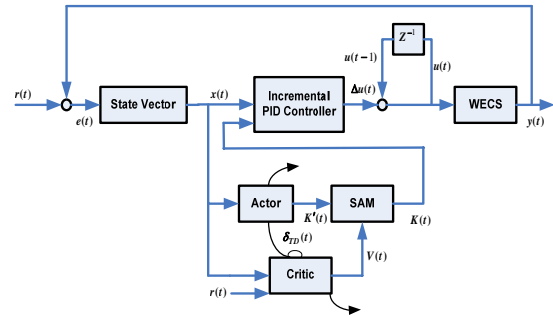 Z⁻¹
u(t−1)
u(t)
r(t)
e(t)
State Vector
x(t)
Incremental
PID Controller
Δu(t)
WECS
y(t)
Actor
K'(t)
SAM
K(t)
δTD(t)
V(t)
Critic
r(t)